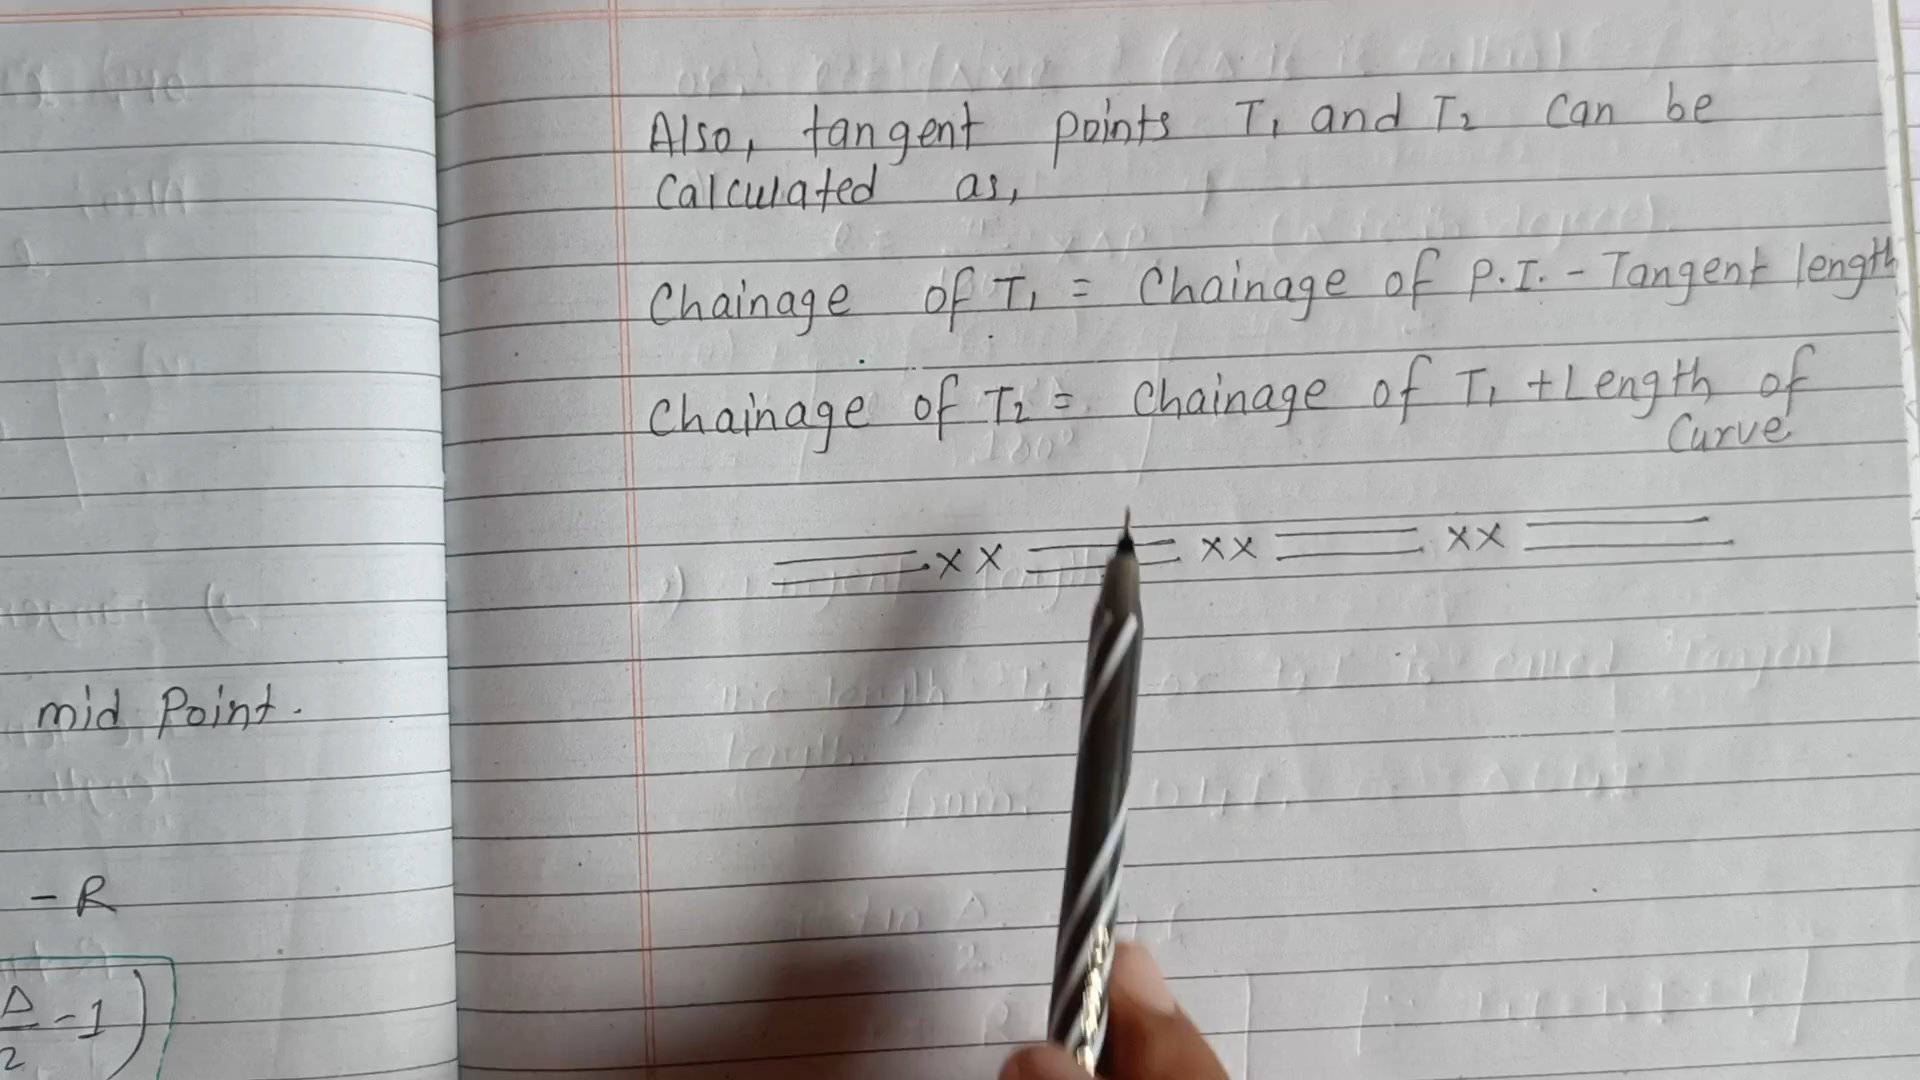 Also, tangent points T₁ and T₂ can be
calculated as,
Chainage of T₁ = Chainage of P.I. - Tangent length
Chainage of T₂ = Chainage of T₁ + Length of
Curve
xx xx xx
mid Point.
- R
Δ/2 - 1)